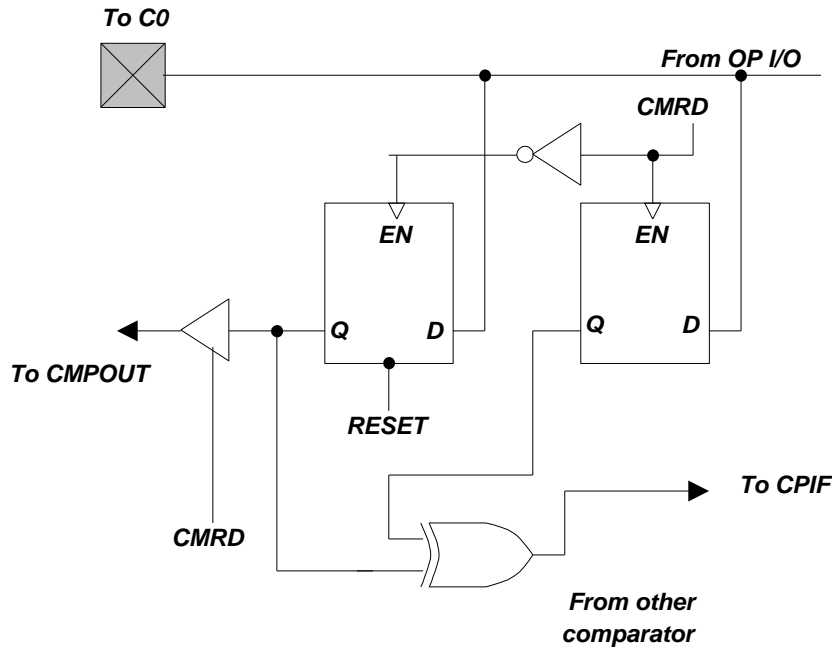 To C0
From OP I/O
CMRD
EN
EN
Q
D
Q
D
To CMPOUT
RESET
To CPIF
CMRD
From other
comparator